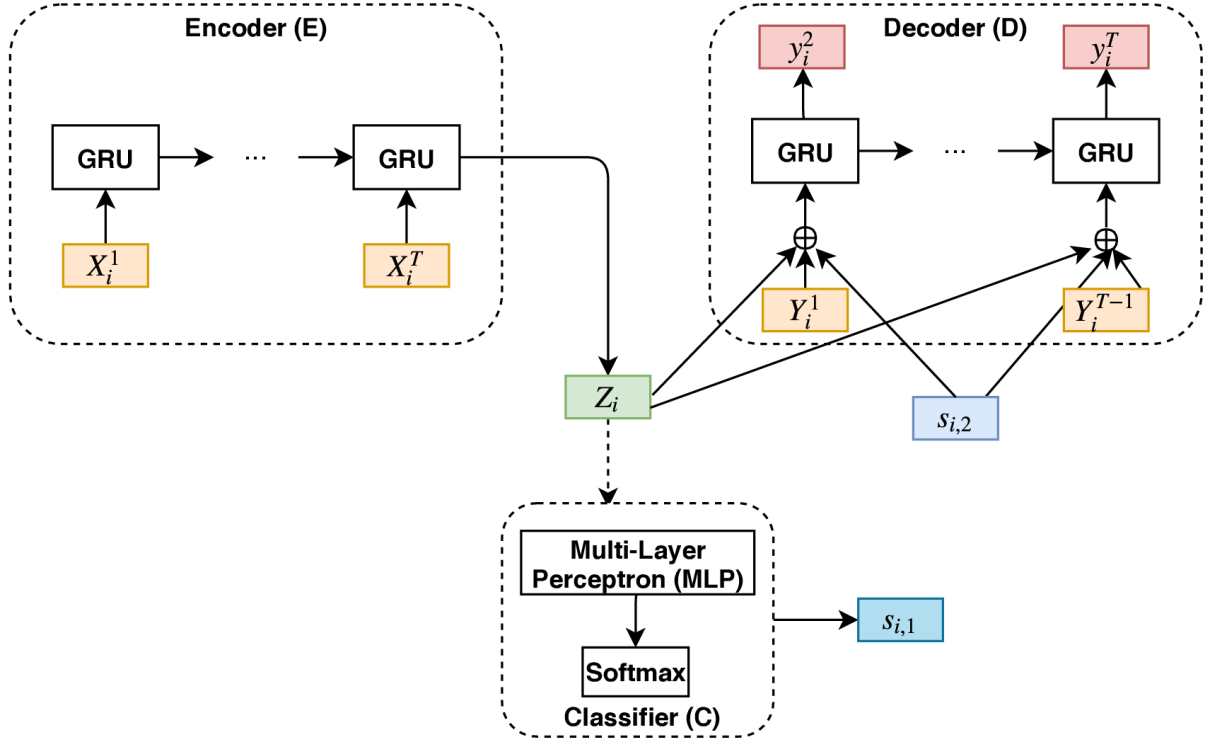 Encoder (E)
GRU
...
GRU
X_i^1
X_i^T
Decoder (D)
y_i^2
y_i^T
GRU
...
GRU
Y_i^1
Y_i^{T-1}
Z_i
s_{i,2}
Multi-Layer
Perceptron (MLP)
Softmax
Classifier (C)
s_{i,1}